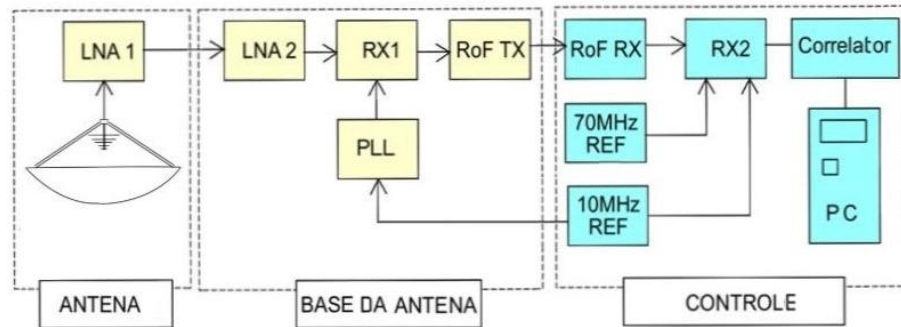 LNA 1
LNA 2
RX1
RoF TX
RoF RX
RX2
Correlator
PLL
70MHz
REF
10MHz
REF
PC
ANTENA
BASE DA ANTENA
CONTROLE